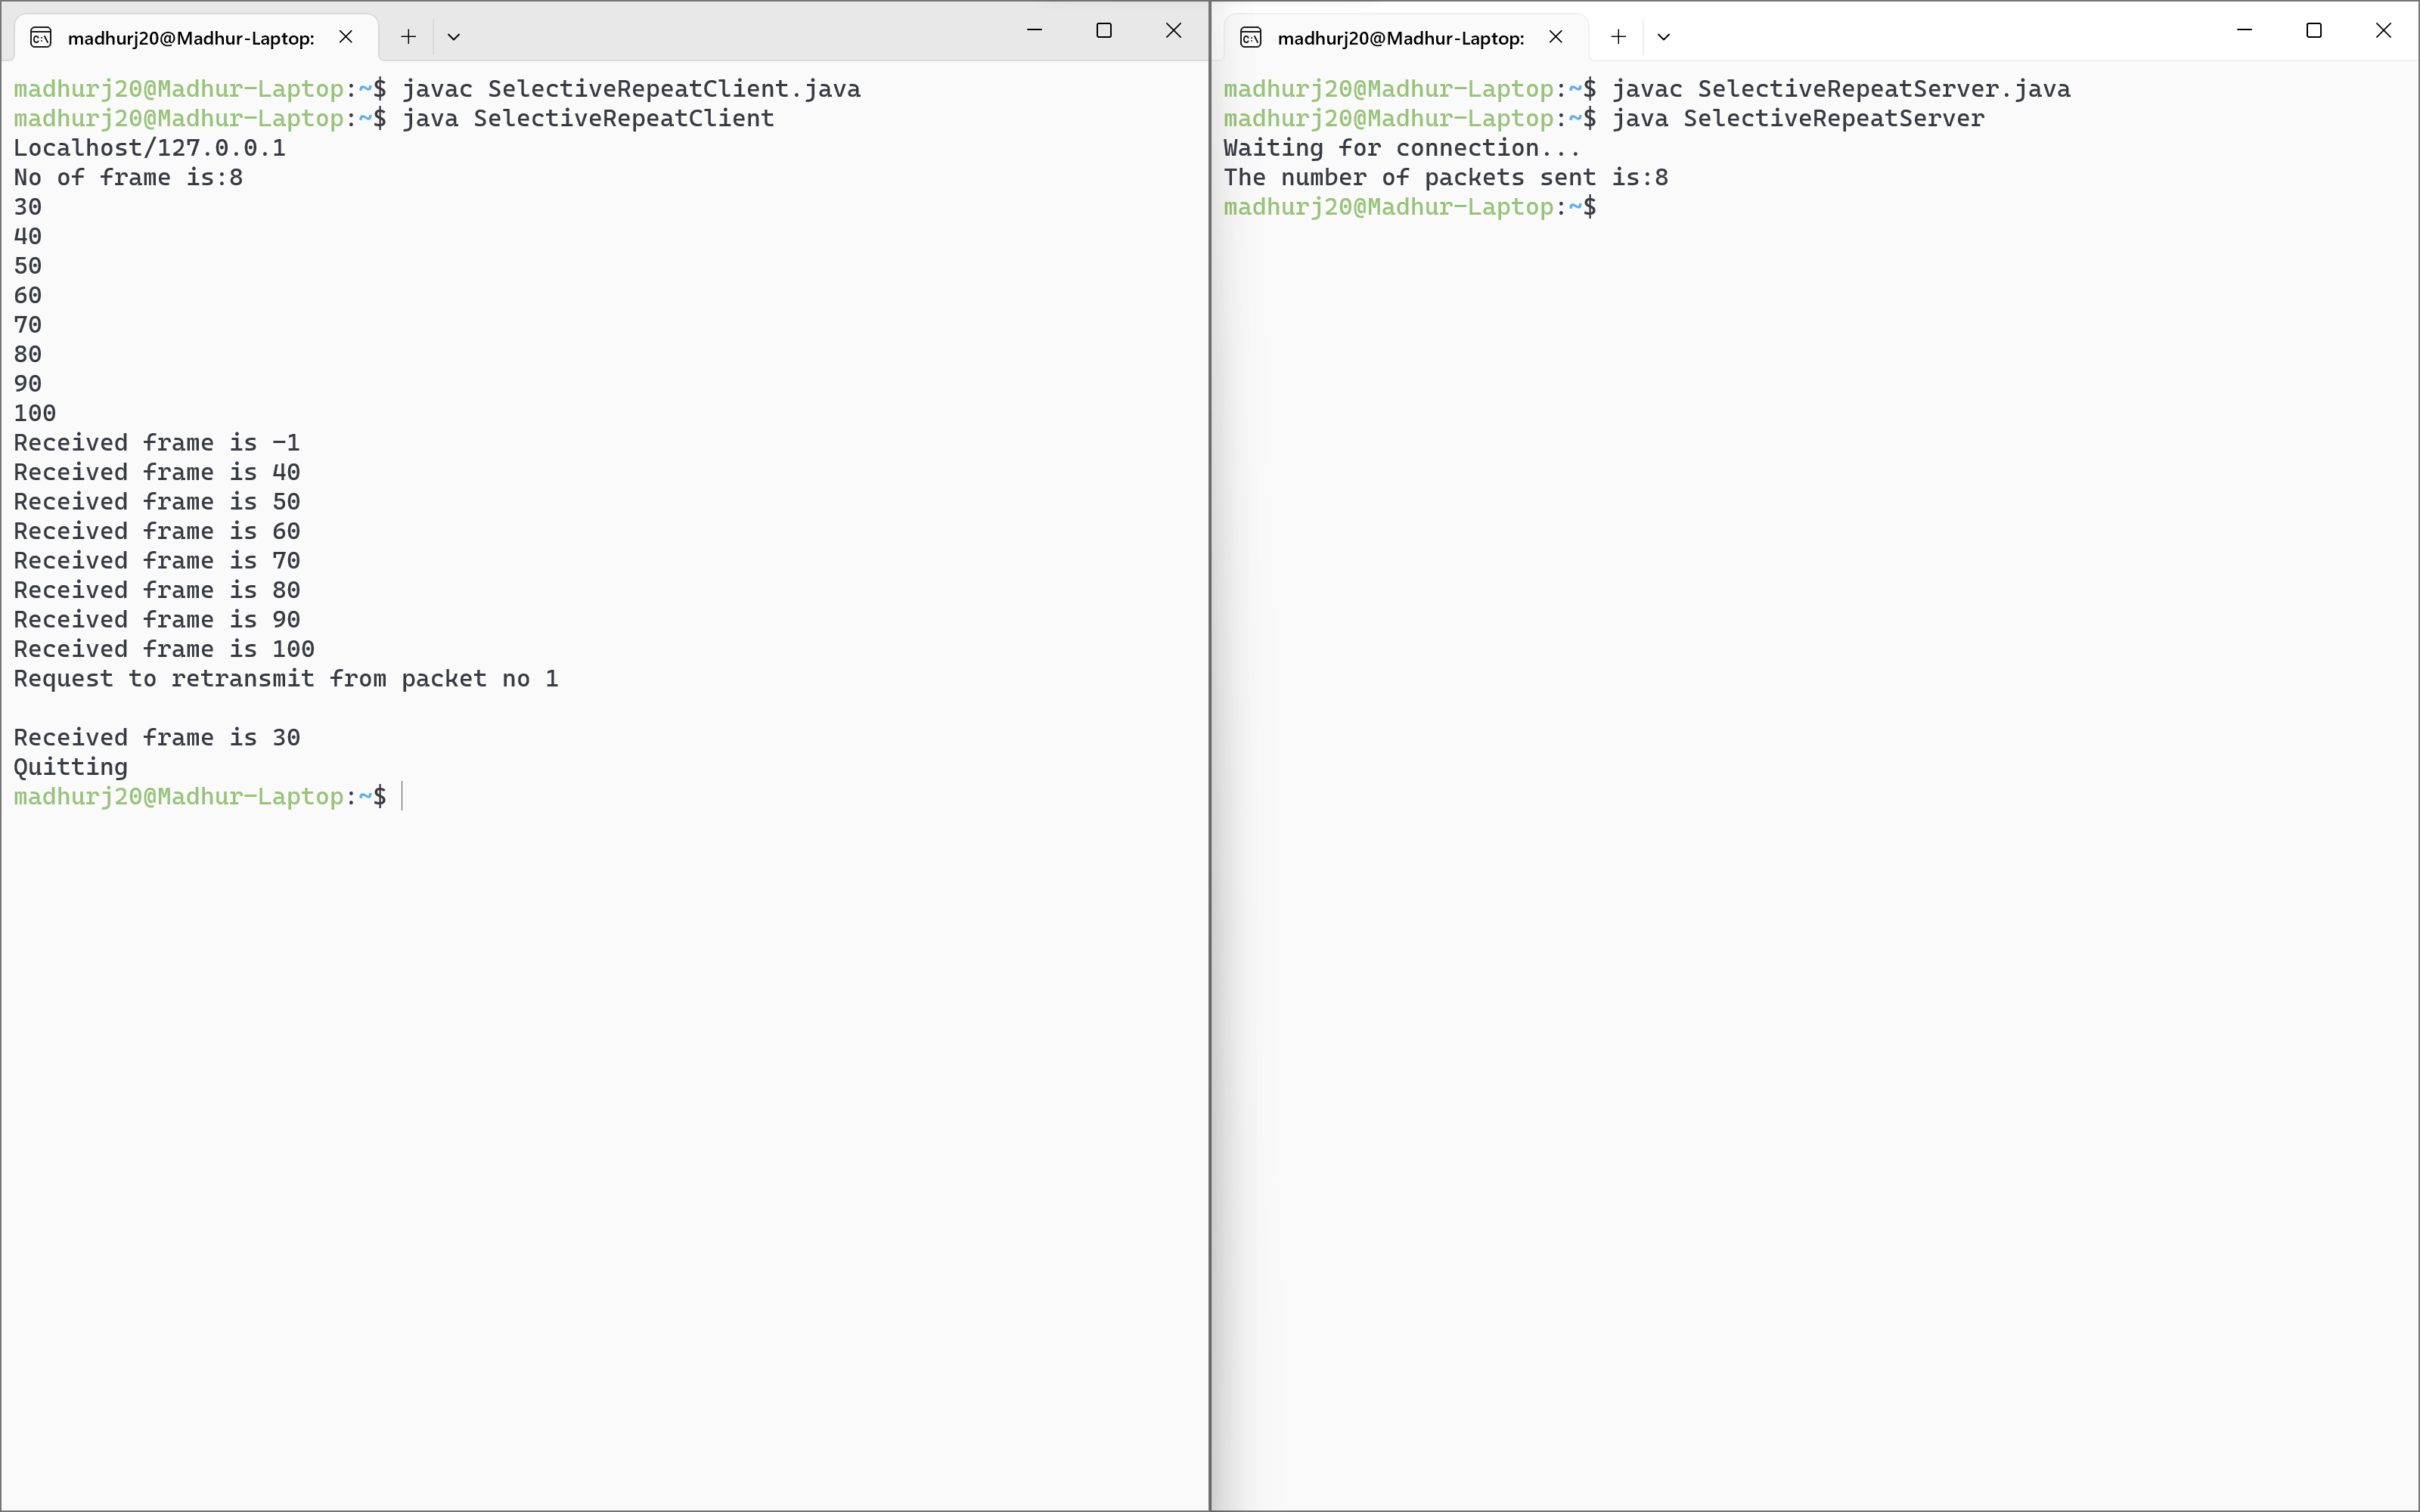 madhurj20@Madhur-Laptop:
madhurj20@Madhur-Laptop:~$ javac SelectiveRepeatClient.java
madhurj20@Madhur-Laptop:~$ java SelectiveRepeatClient
Localhost/127.0.0.1
No of frame is:8
30
40
50
60
70
80
90
100
Received frame is -1
Received frame is 40
Received frame is 50
Received frame is 60
Received frame is 70
Received frame is 80
Received frame is 90
Received frame is 100
Request to retransmit from packet no 1
Received frame is 30
Quitting
madhurj20@Madhur-Laptop:~$
madhurj20@Madhur-Laptop:
madhurj20@Madhur-Laptop:~$ javac SelectiveRepeatServer.java
madhurj20@Madhur-Laptop:~$ java SelectiveRepeatServer
Waiting for connection...
The number of packets sent is:8
madhurj20@Madhur-Laptop:~$